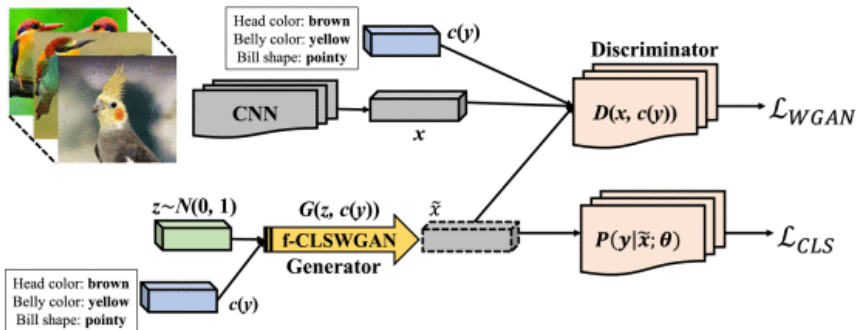 Head color: brown
Belly color: yellow
Bill shape: pointy
c(y)
Discriminator
CNN
x
D(x, c(y))
ℒ_WGAN
z~N(0, 1)
G(z, c(y))
x̃
f-CLSWGAN
Generator
P(y|x̃; θ)
ℒ_CLS
Head color: brown
Belly color: yellow
Bill shape: pointy
c(y)